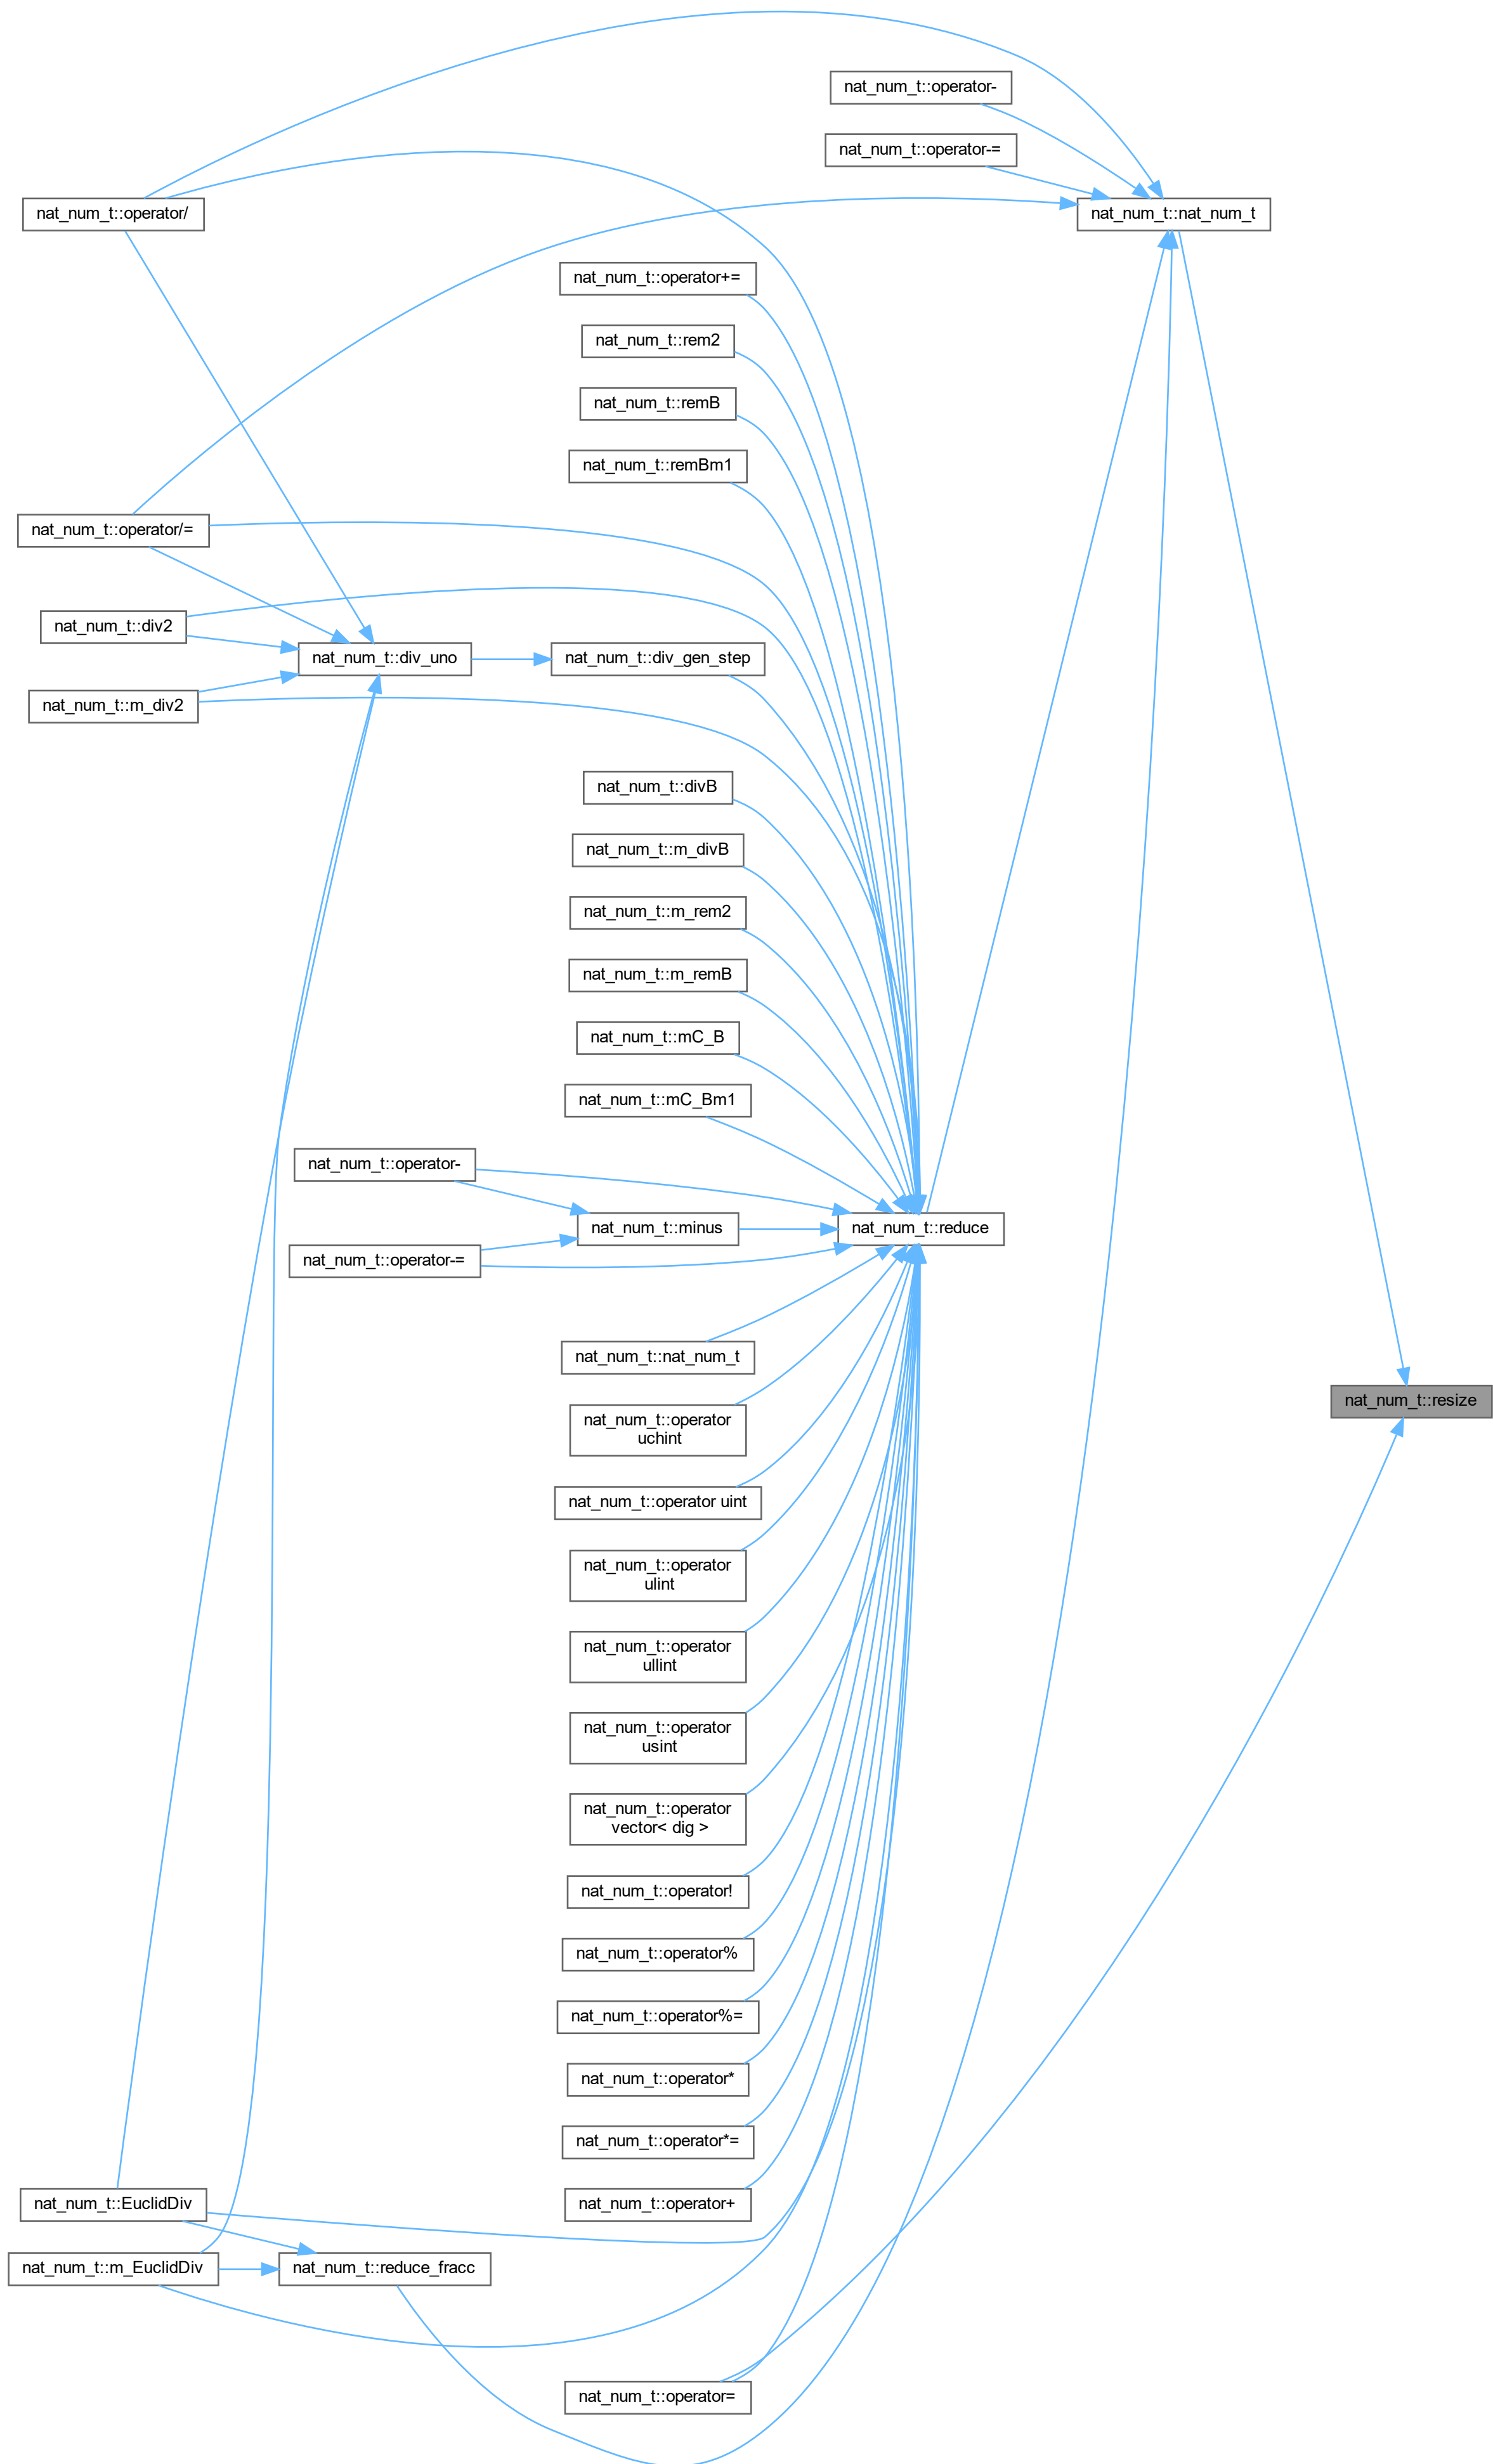 nat_num_t::operator-
nat_num_t::operator-=
nat_num_t::operator/
nat_num_t::nat_num_t
nat_num_t::operator+=
nat_num_t::rem2
nat_num_t::remB
nat_num_t::remBm1
nat_num_t::operator/=
nat_num_t::div2
nat_num_t::div_uno
nat_num_t::div_gen_step
nat_num_t::m_div2
nat_num_t::divB
nat_num_t::m_divB
nat_num_t::m_rem2
nat_num_t::m_remB
nat_num_t::mC_B
nat_num_t::mC_Bm1
nat_num_t::operator-
nat_num_t::minus
nat_num_t::reduce
nat_num_t::operator-=
nat_num_t::nat_num_t
nat_num_t::resize
nat_num_t::operator
uchint
nat_num_t::operator uint
nat_num_t::operator
ulint
nat_num_t::operator
ullint
nat_num_t::operator
usint
nat_num_t::operator
vector< dig >
nat_num_t::operator!
nat_num_t::operator%
nat_num_t::operator%=
nat_num_t::operator*
nat_num_t::operator*=
nat_num_t::operator+
nat_num_t::EuclidDiv
nat_num_t::m_EuclidDiv
nat_num_t::reduce_fracc
nat_num_t::operator=